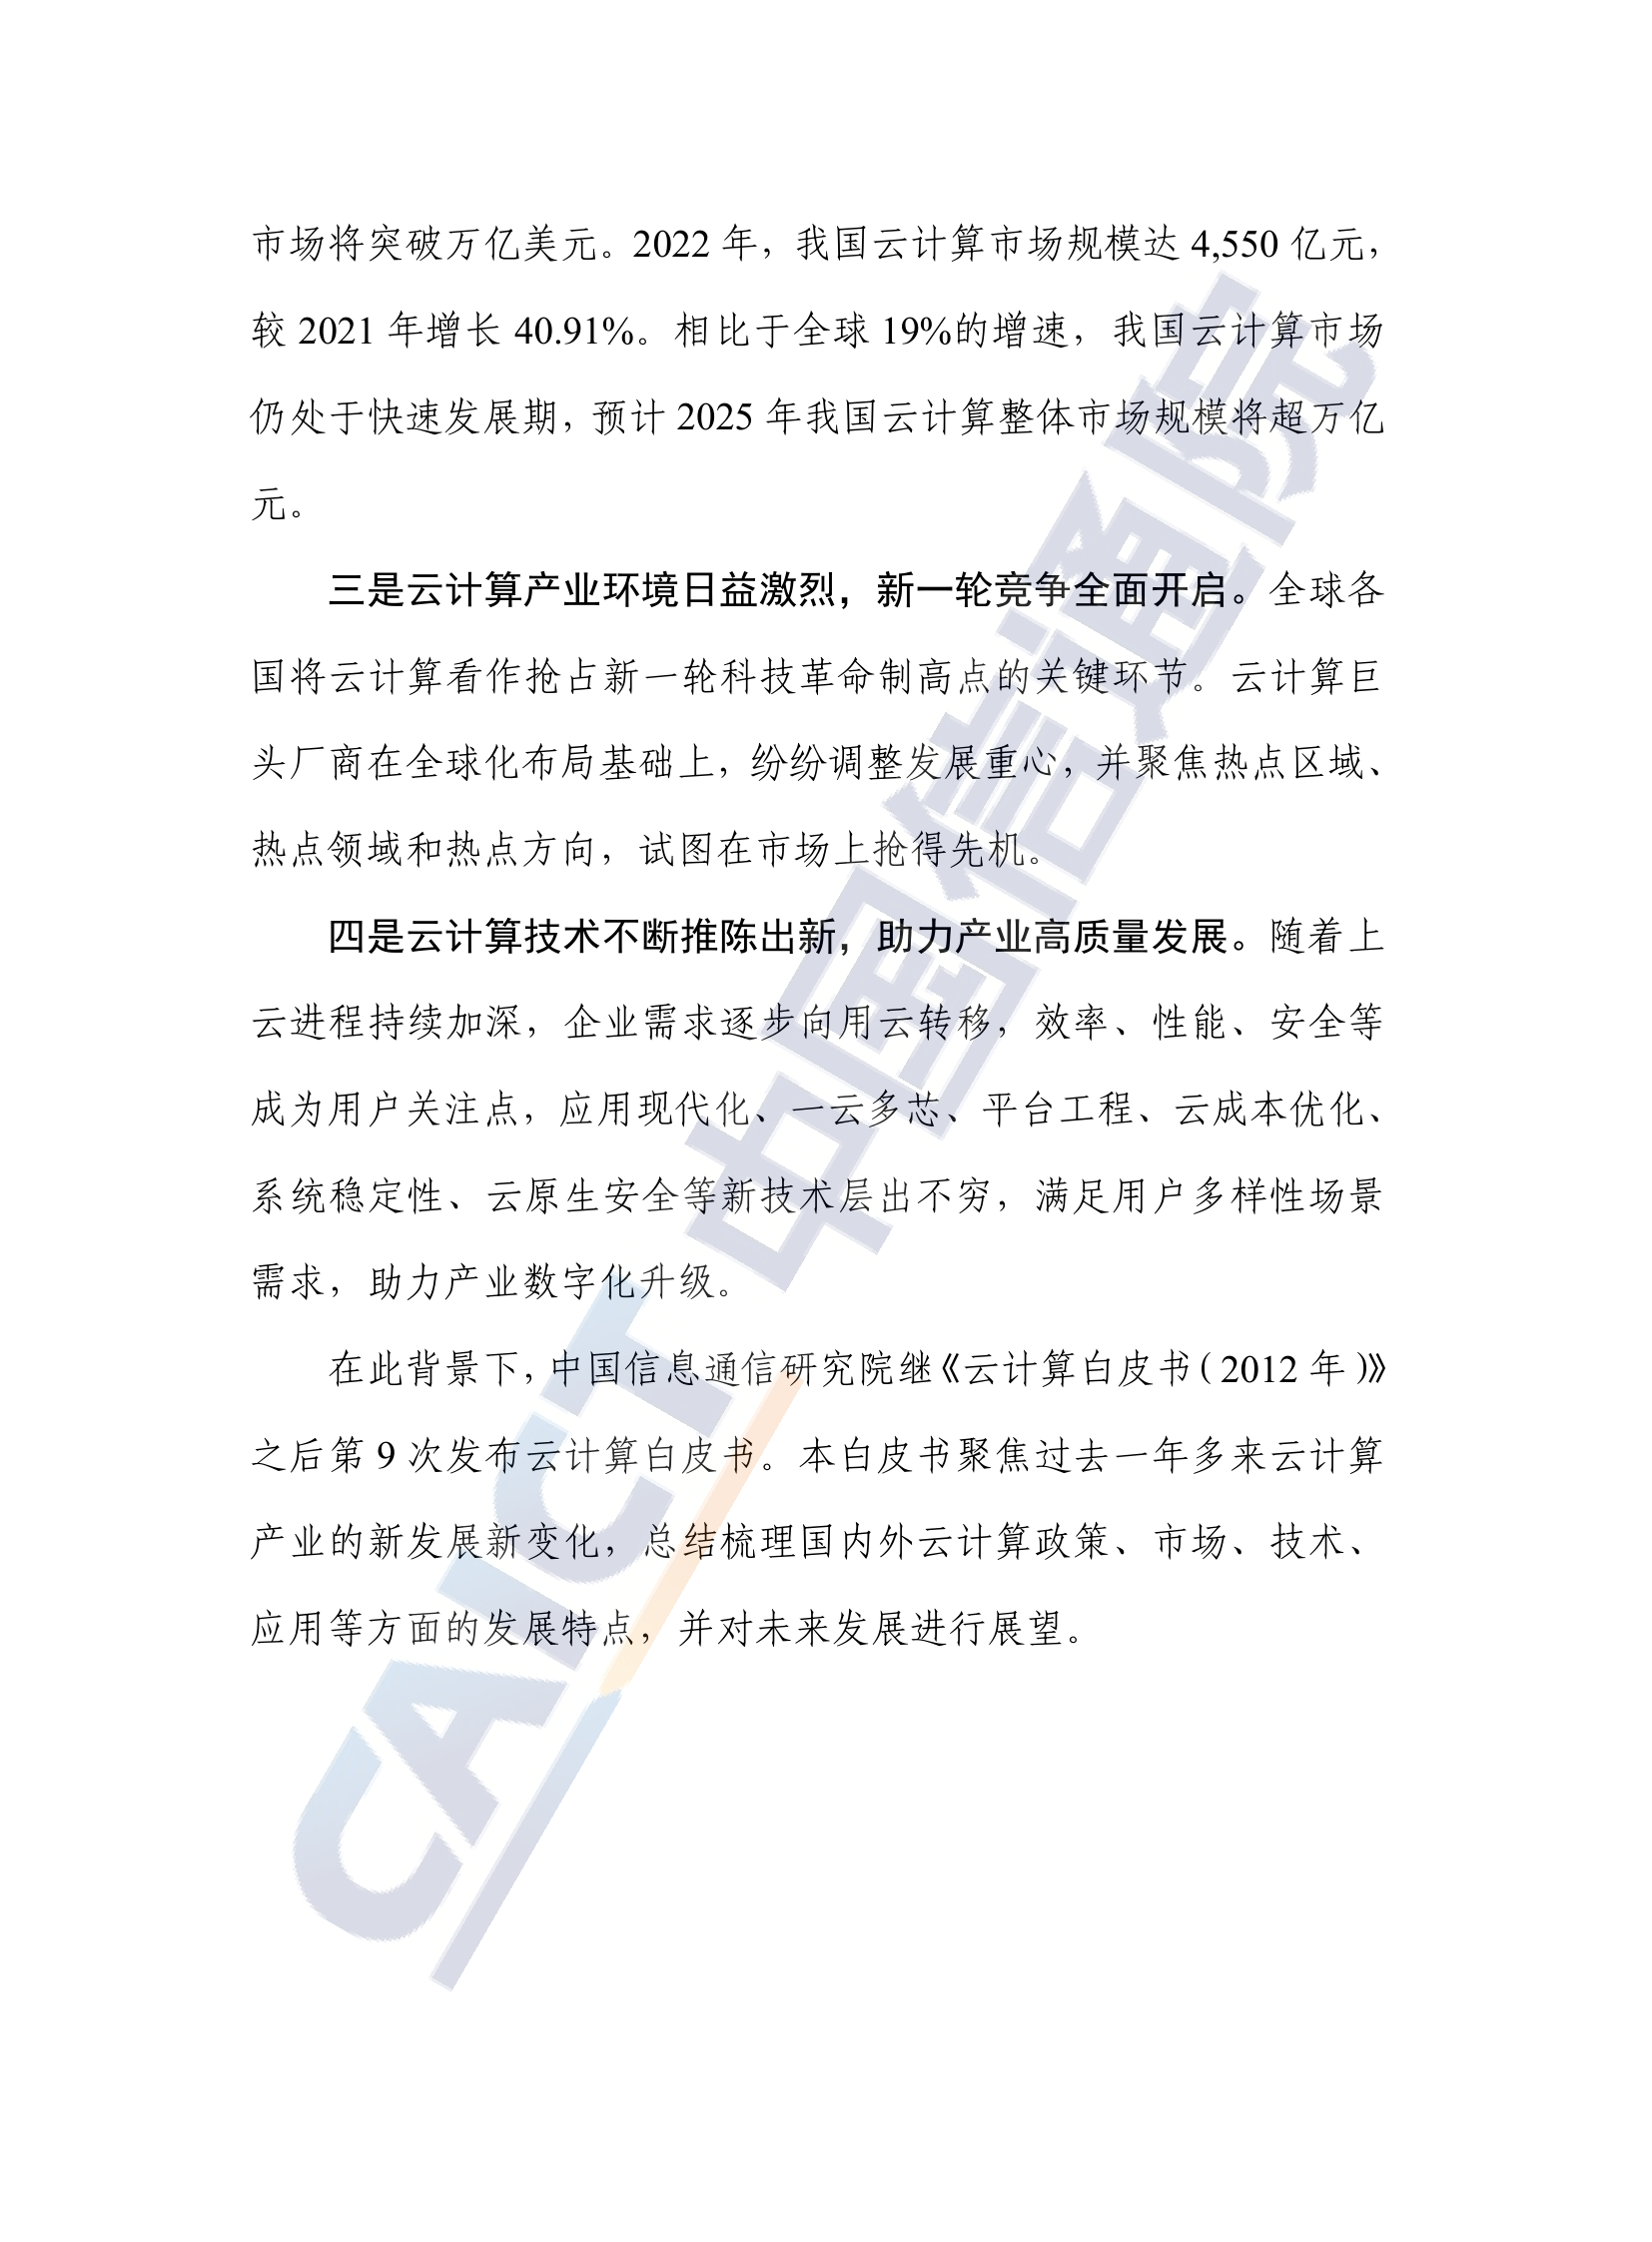 市场将突破万亿美元。2022 年，我国云计算市场规模达 4,550 亿元，
较 2021 年增长 40.91%。相比于全球 19%的增速，我国云计算市场
仍处于快速发展期，预计 2025 年我国云计算整体市场规模将超万亿
元。
三是云计算产业环境日益激烈，新一轮竞争全面开启。全球各
国将云计算看作抢占新一轮科技革命制高点的关键环节。云计算巨
头厂商在全球化布局基础上，纷纷调整发展重心，并聚焦热点区域、
热点领域和热点方向，试图在市场上抢得先机。
四是云计算技术不断推陈出新，助力产业高质量发展。随着上
云进程持续加深，企业需求逐步向用云转移，效率、性能、安全等
成为用户关注点，应用现代化、一云多芯、平台工程、云成本优化、
系统稳定性、云原生安全等新技术层出不穷，满足用户多样性场景
需求，助力产业数字化升级。
在此背景下，中国信息通信研究院继《云计算白皮书（2012 年）》
之后第 9 次发布云计算白皮书。本白皮书聚焦过去一年多来云计算
产业的新发展新变化，总结梳理国内外云计算政策、市场、技术、
应用等方面的发展特点，并对未来发展进行展望。
CAICT 中国信通院